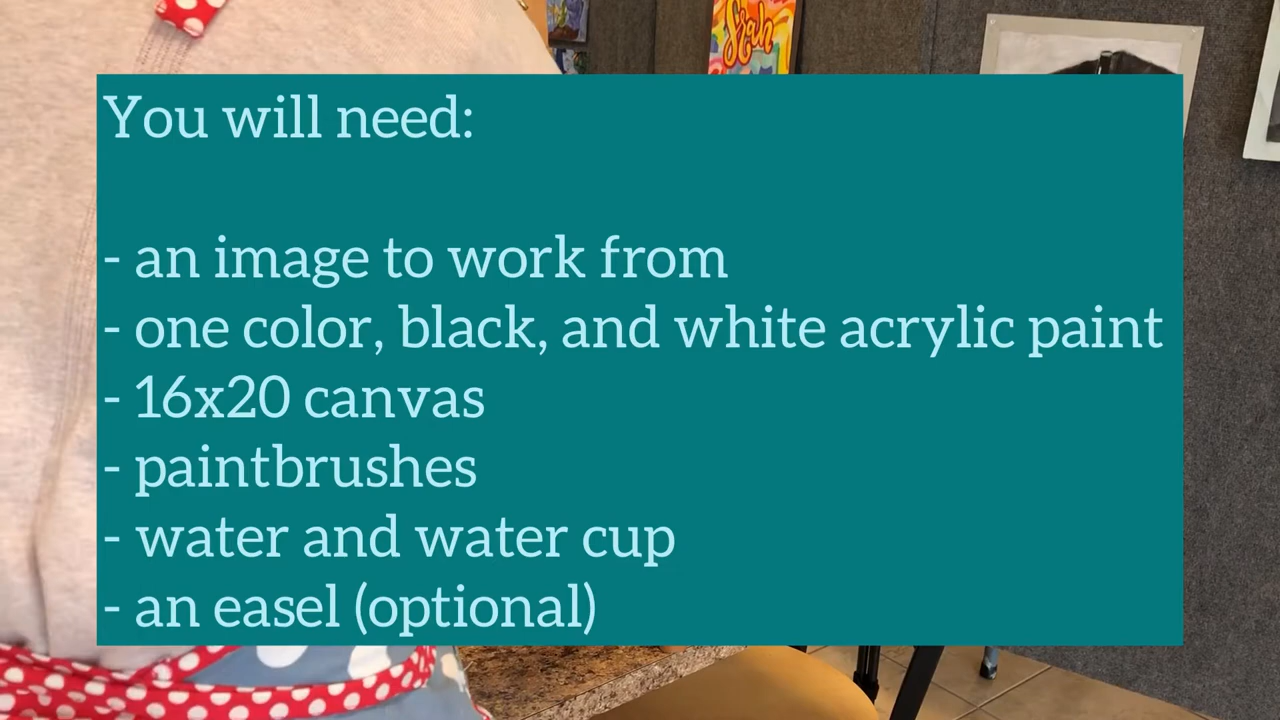 Srah
You will need:
- an image to work from
- one color, black, and white acrylic paint
- 16x20 canvas
- paintbrushes
- water and water cup
- an easel (optional)